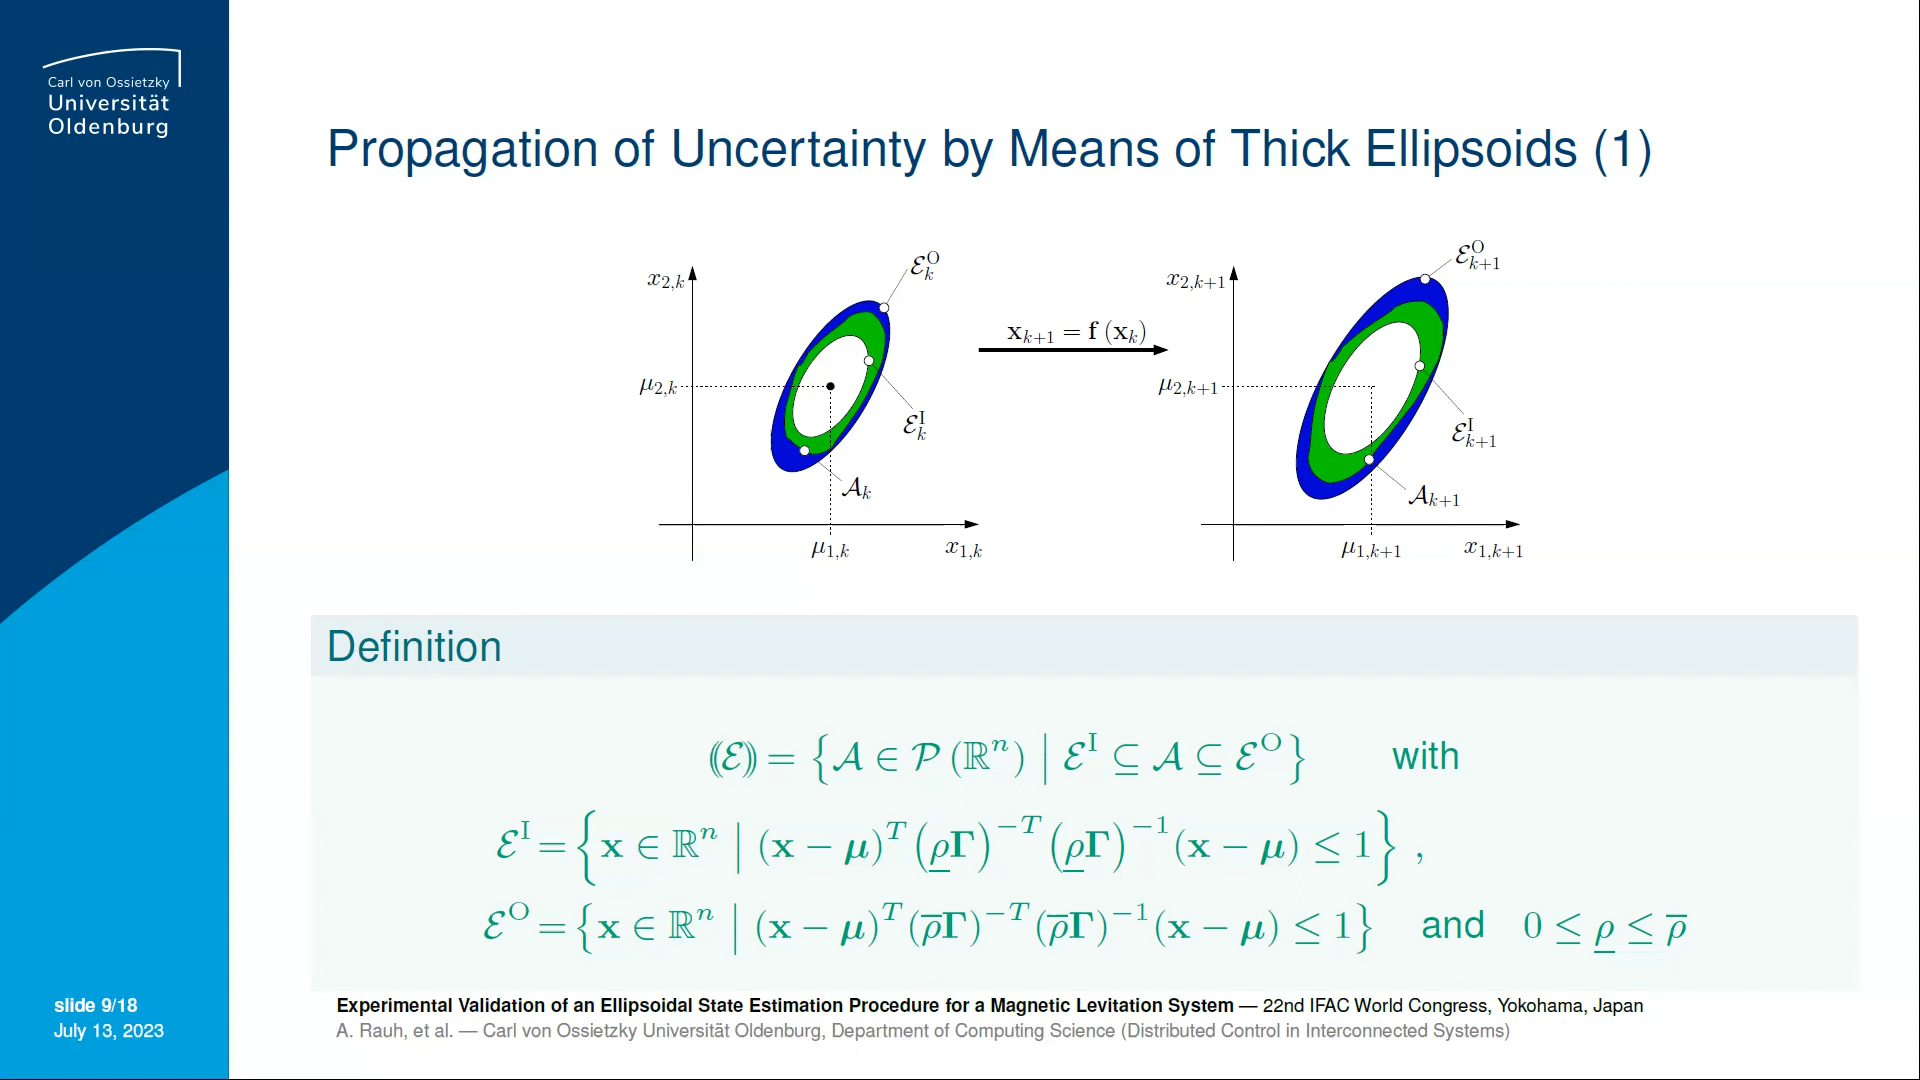 Carl von Ossietzky
Universität
Oldenburg
Propagation of Uncertainty by Means of Thick Ellipsoids (1)
x_{2,k}
ℰ_k^O
μ_{2,k}
ℰ_k^I
𝒜_k
μ_{1,k}
x_{1,k}
𝐱_{k+1} = 𝐟 (𝐱_k)
x_{2,k+1}
ℰ_{k+1}^O
μ_{2,k+1}
ℰ_{k+1}^I
𝒜_{k+1}
μ_{1,k+1}
x_{1,k+1}
Definition
⦅ℰ⦆ = {𝒜 ∈ 𝒫 (ℝ^n) | ℰ^I ⊆ 𝒜 ⊆ ℰ^O} with
ℰ^I = {𝐱 ∈ ℝ^n | (𝐱 − 𝛍)^T (ρ̲𝚪)^{−T} (ρ̲𝚪)^{−1} (𝐱 − 𝛍) ≤ 1} ,
ℰ^O = {𝐱 ∈ ℝ^n | (𝐱 − 𝛍)^T (ρ̅𝚪)^{−T} (ρ̅𝚪)^{−1} (𝐱 − 𝛍) ≤ 1} and 0 ≤ ρ̲ ≤ ρ̅
slide 9/18
July 13, 2023
Experimental Validation of an Ellipsoidal State Estimation Procedure for a Magnetic Levitation System — 22nd IFAC World Congress, Yokohama, Japan
A. Rauh, et al. — Carl von Ossietzky Universität Oldenburg, Department of Computing Science (Distributed Control in Interconnected Systems)